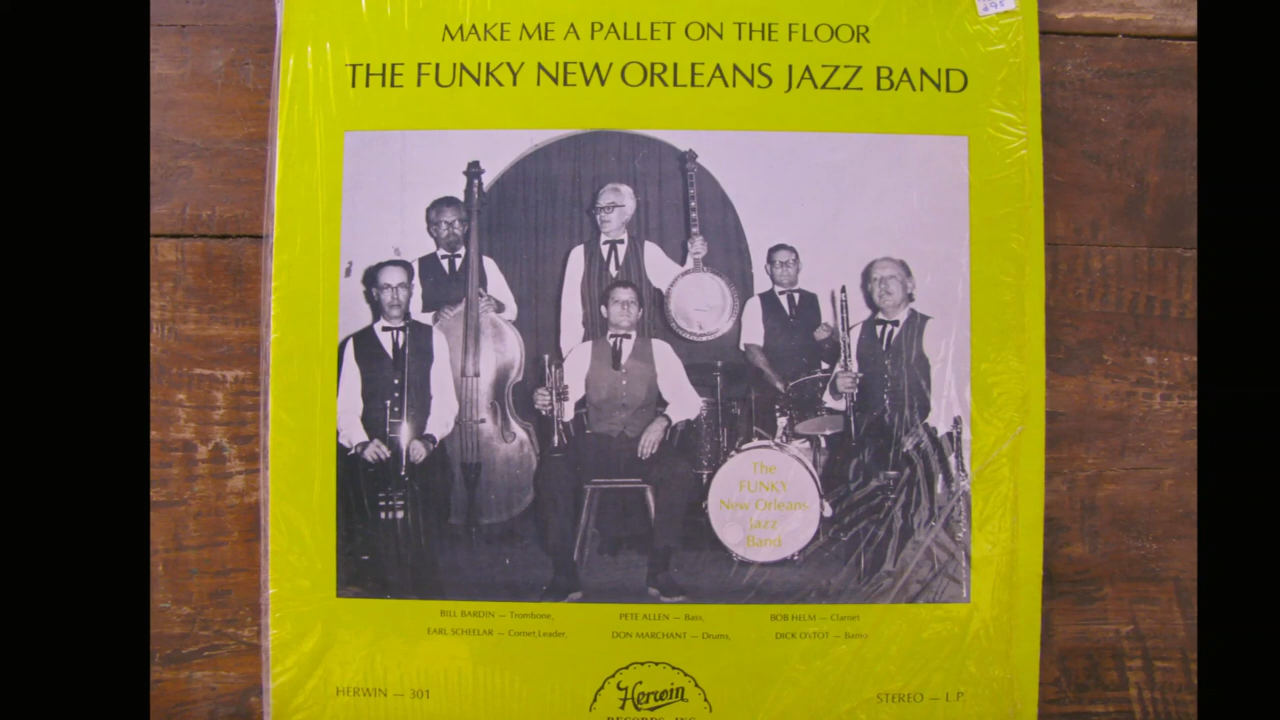 MAKE ME A PALLET ON THE FLOOR
THE FUNKY NEW ORLEANS JAZZ BAND
The
FUNKY
New Orleans
Jazz
Band
BILL BARDIN — Trombone, PETE ALLEN — Bass, BOB HELM — Clarinet
EARL SCHEELAR — Cornet, Leader, DON MARCHANT — Drums, DICK OXTOT — Banjo
HERWIN — 301
STEREO — L.P.
Herwin
RECORDS, INC.